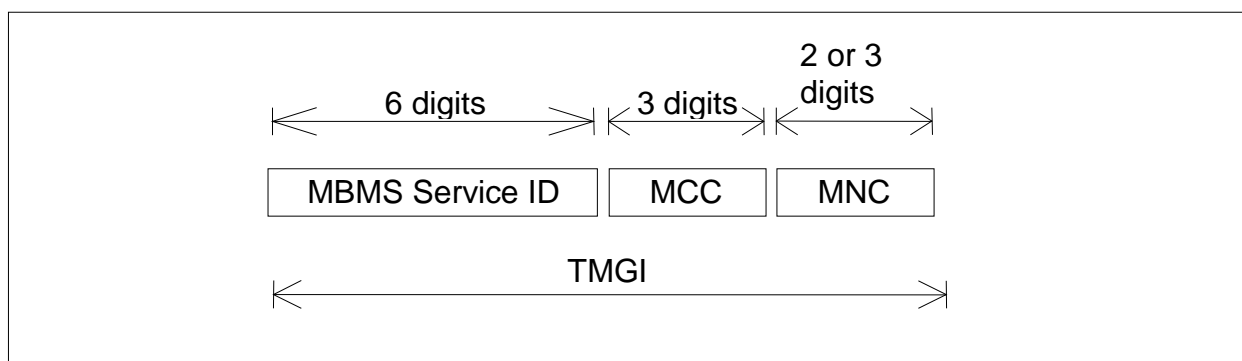 2 or 3
digits
6 digits
3 digits
MBMS Service ID
MCC
MNC
TMGI